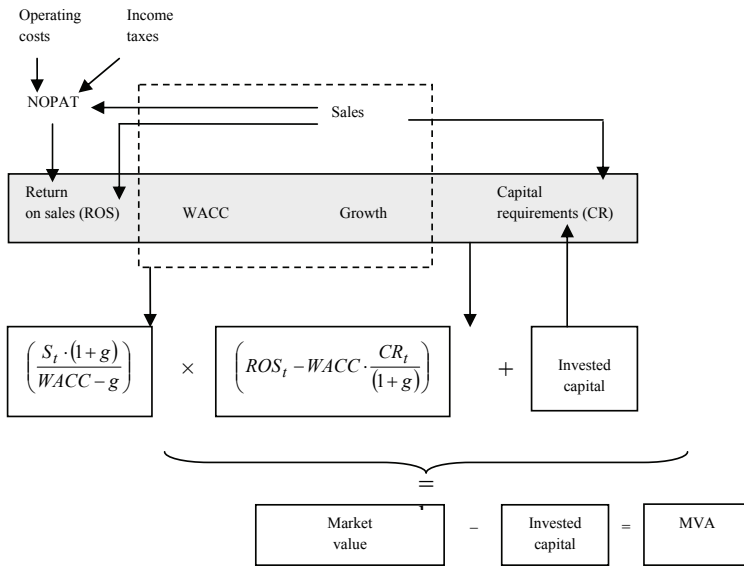 Operating costs
Income taxes
NOPAT
Sales
Return on sales (ROS)
WACC
Growth
Capital requirements (CR)
(S_t · (1 + g) / WACC − g)
×
(ROS_t − WACC · CR_t / (1 + g))
+
Invested capital
=
Market value
−
Invested capital
=
MVA